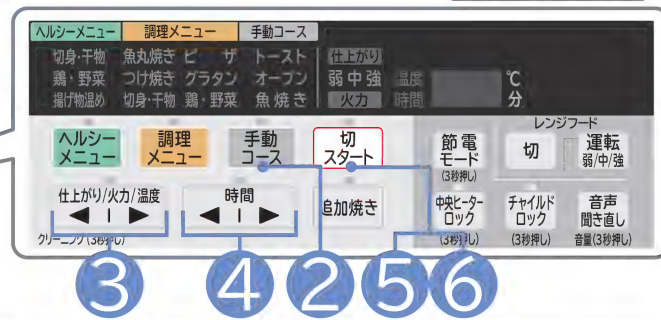 ヘルシーメニュー 調理メニュー 手動コース
切身・干物 魚丸焼き ピザ トースト 仕上がり
鶏・野菜 つけ焼き グラタン オーブン 弱中強 温度 ℃
揚げ物温め 切身・干物 鶏・野菜 魚焼き 火力 時間 分
レンジフード
ヘルシー
メニュー
調理
メニュー
手動
コース
切
スタート
節電
モード
(3秒押し)
切
運転
弱/中/強
仕上がり/火力/温度
◀ | ▶
時間
◀ | ▶
追加焼き
中央ヒーター
ロック
(3秒押し)
チャイルド
ロック
(3秒押し)
音声
聞き直し
音量(3秒押し)
クリーニング(3秒押し)
3 4 2 5 6